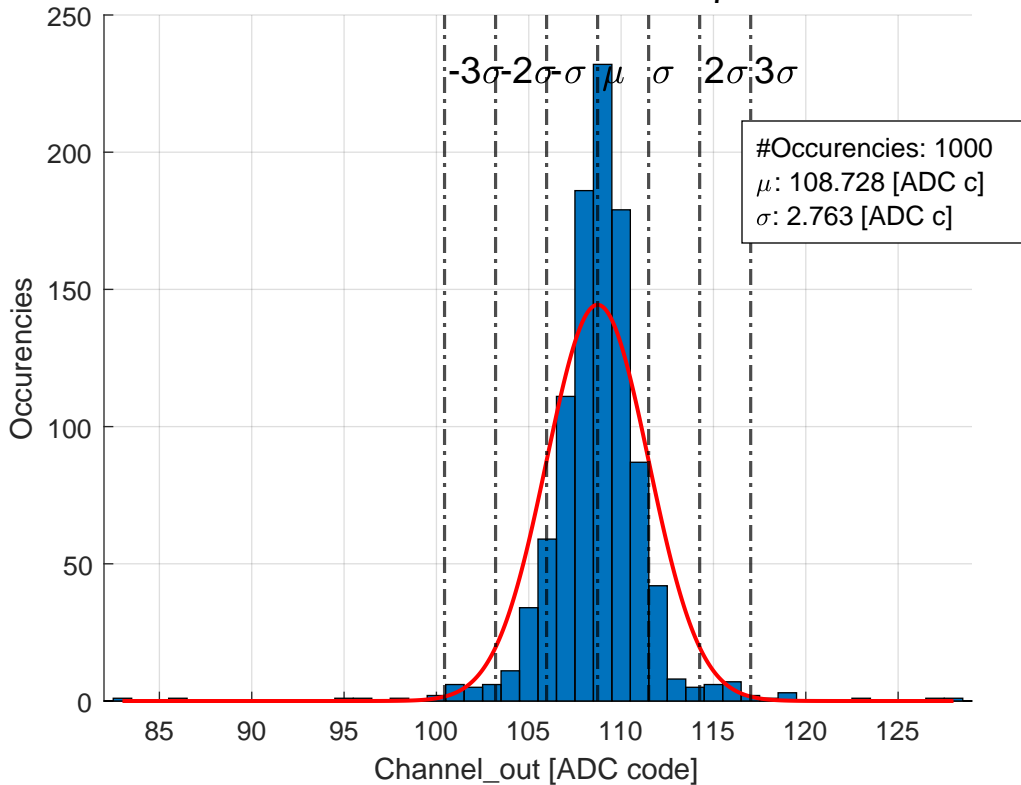 250
200
150
100
50
0
Occurencies
-3σ -2σ -σ μ σ 2σ 3σ
#Occurencies: 1000
μ: 108.728 [ADC c]
σ: 2.763 [ADC c]
85 90 95 100 105 110 115 120 125
Channel_out [ADC code]